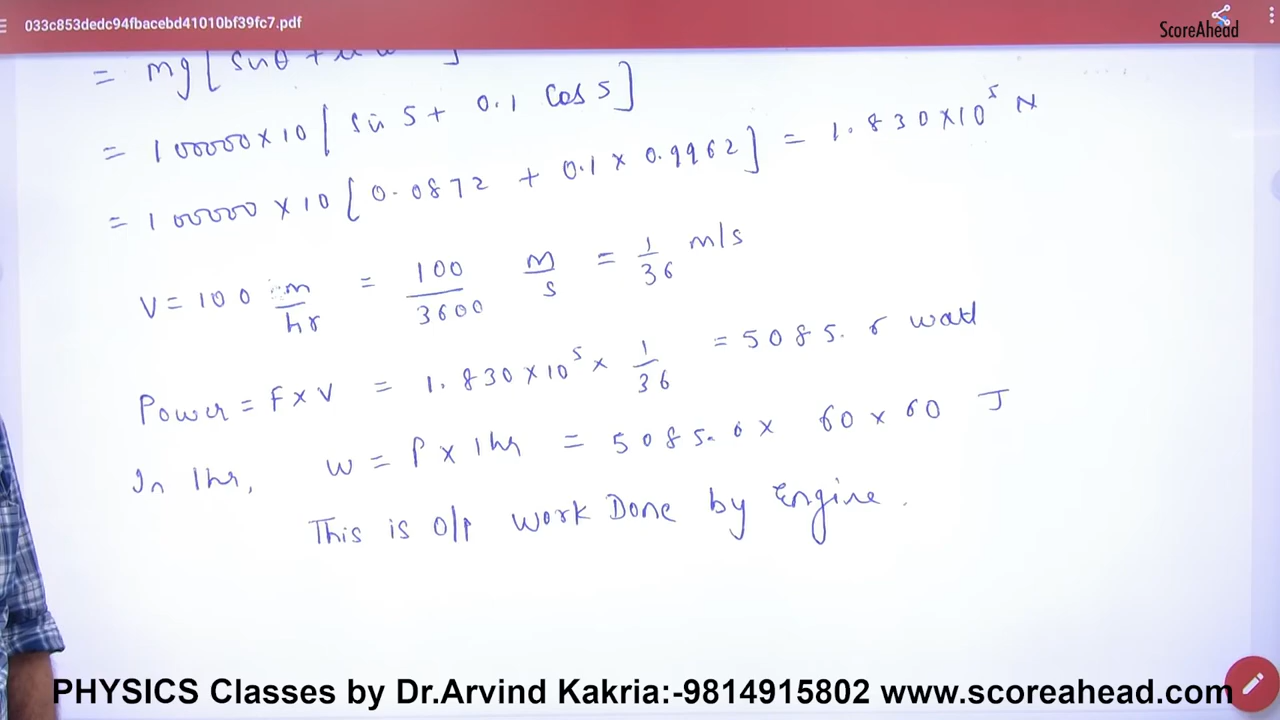 033c853dedc94fbacebd41010bf39fc7.pdf
ScoreAhead
= mg[ sinθ +
= 100000 × 10 [ sin 5 + 0.1 cos 5 ]
= 100000 × 10 [ 0.0872 + 0.1 × 0.9962 ] = 1.830 × 10⁵ N
V = 100 m/hr = 100/3600 m/s = 1/36 m/s
Power = F × V = 1.830 × 10⁵ × 1/36 = 5085.6 watt
In 1hr, W = P × 1hr = 5085.6 × 60 × 60 J
This is o/p work Done by Engine.
PHYSICS Classes by Dr.Arvind Kakria:-9814915802 www.scoreahead.com